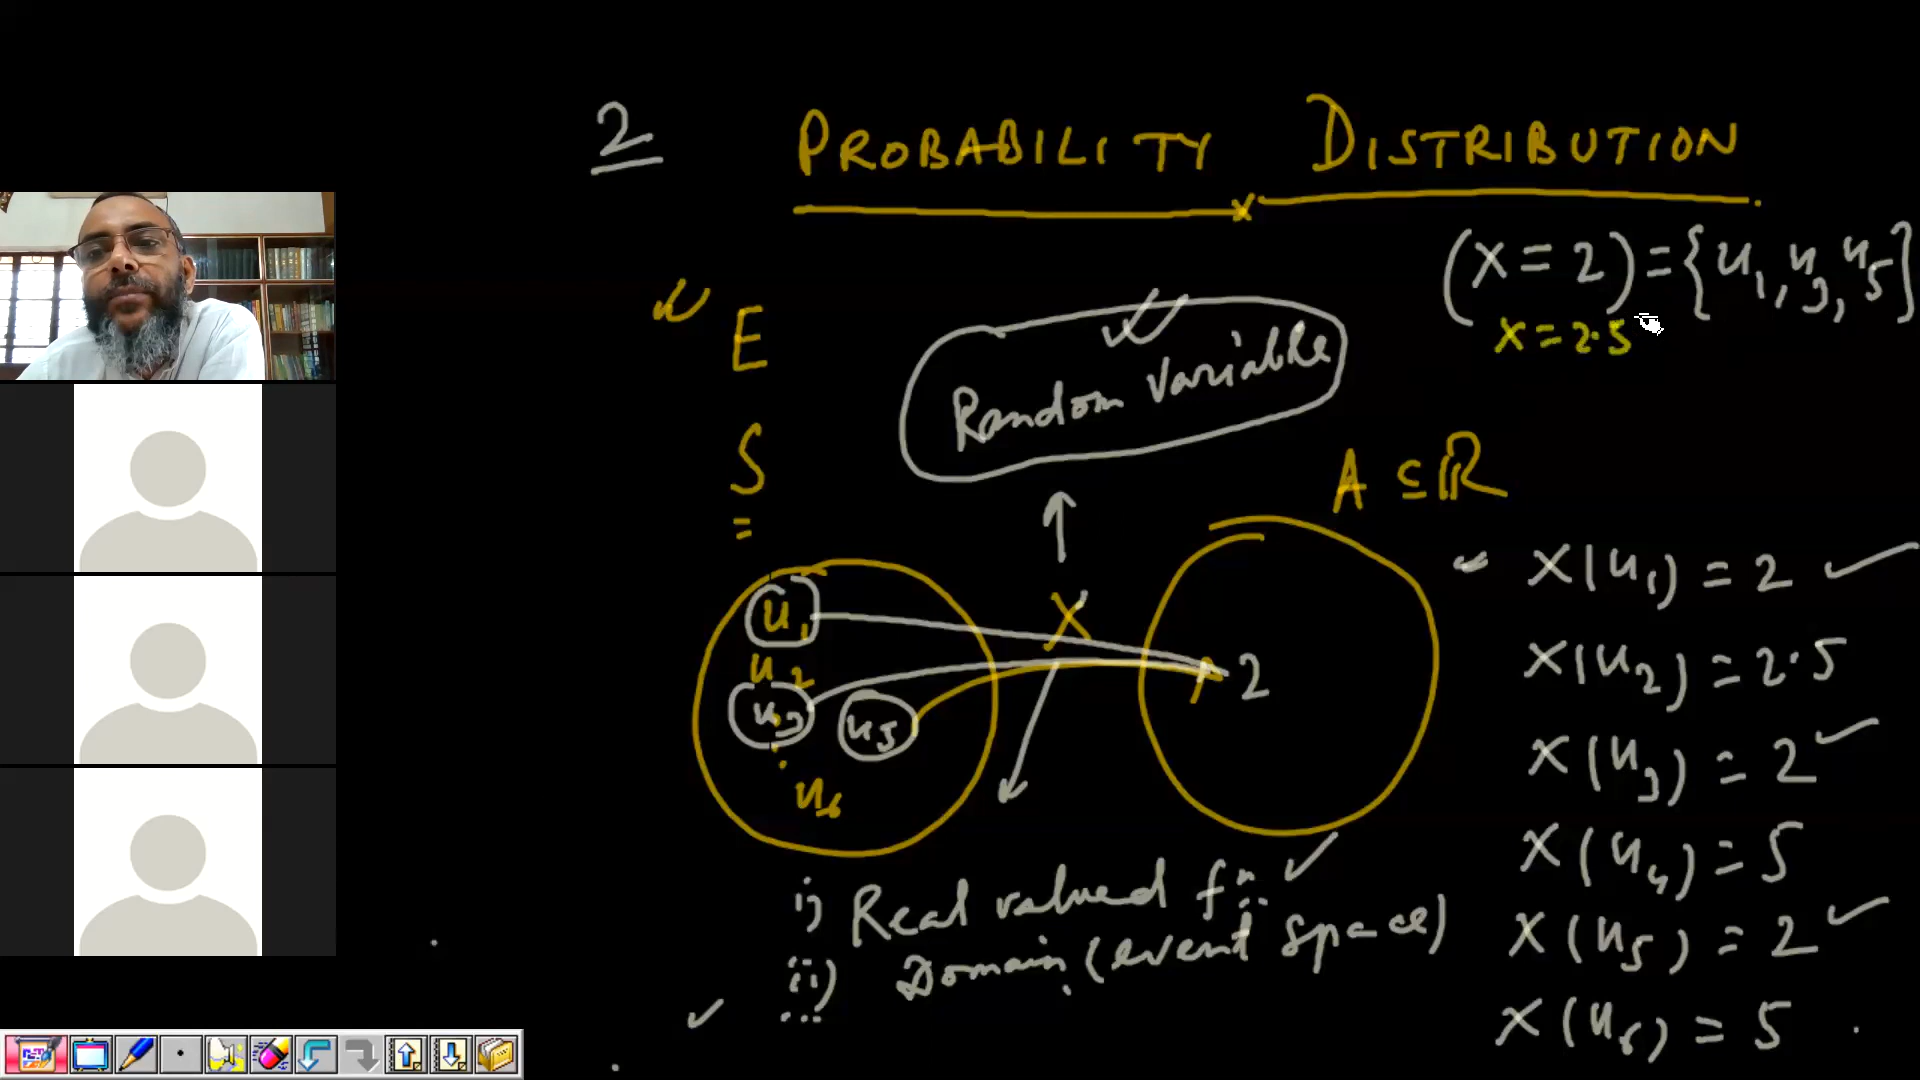 2 PROBABILITY DISTRIBUTION
(X = 2) = {u1, u3, u5}
X = 2.5
E
Random Variable
S
A ⊆ ℝ
u1
X
u2
2
u3 u5
u6
X(u1) = 2
X(u2) = 2.5
X(u3) = 2
X(u4) = 5
X(u5) = 2
X(u6) = 5
i) Real valued fn.
ii) Domain (event space)